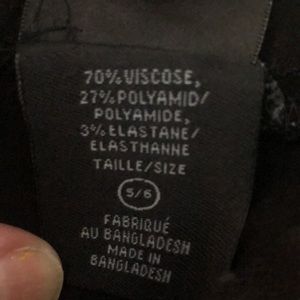 70% VISCOSE,
27% POLYAMID/
POLYAMIDE,
3% ELASTANE/
ELASTHANNE
TAILLE/SIZE
5/6
FABRIQUÉ
AU BANGLADESH
MADE IN
BANGLADESH